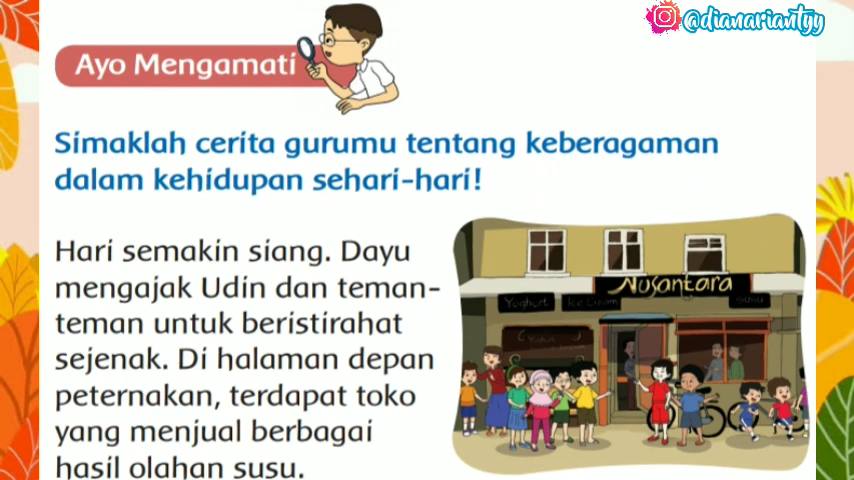 @dianariantyy
Ayo Mengamati
Simaklah cerita gurumu tentang keberagaman
dalam kehidupan sehari-hari!
Hari semakin siang. Dayu
mengajak Udin dan teman-
teman untuk beristirahat
sejenak. Di halaman depan
peternakan, terdapat toko
yang menjual berbagai
hasil olahan susu.
Nusantara
Yoghurt
Ice Cream
susu